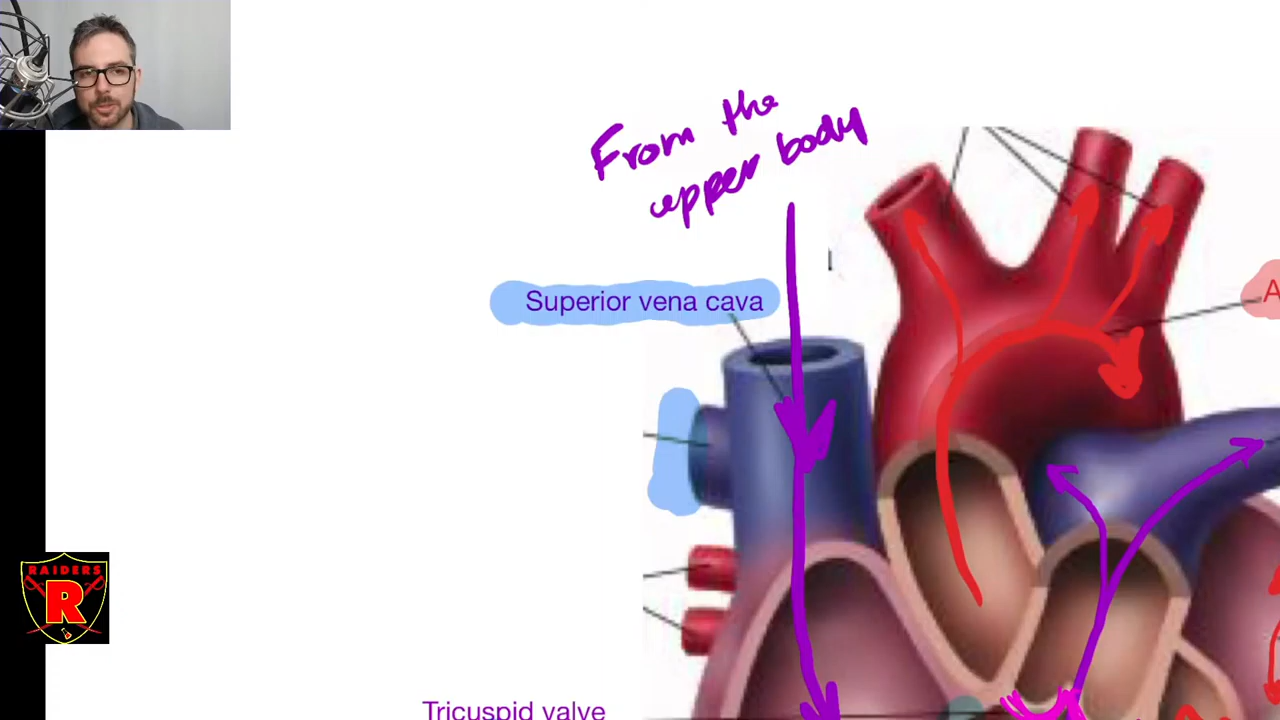 From the
upper body
Superior vena cava
A
RAIDERS
R
Tricuspid valve